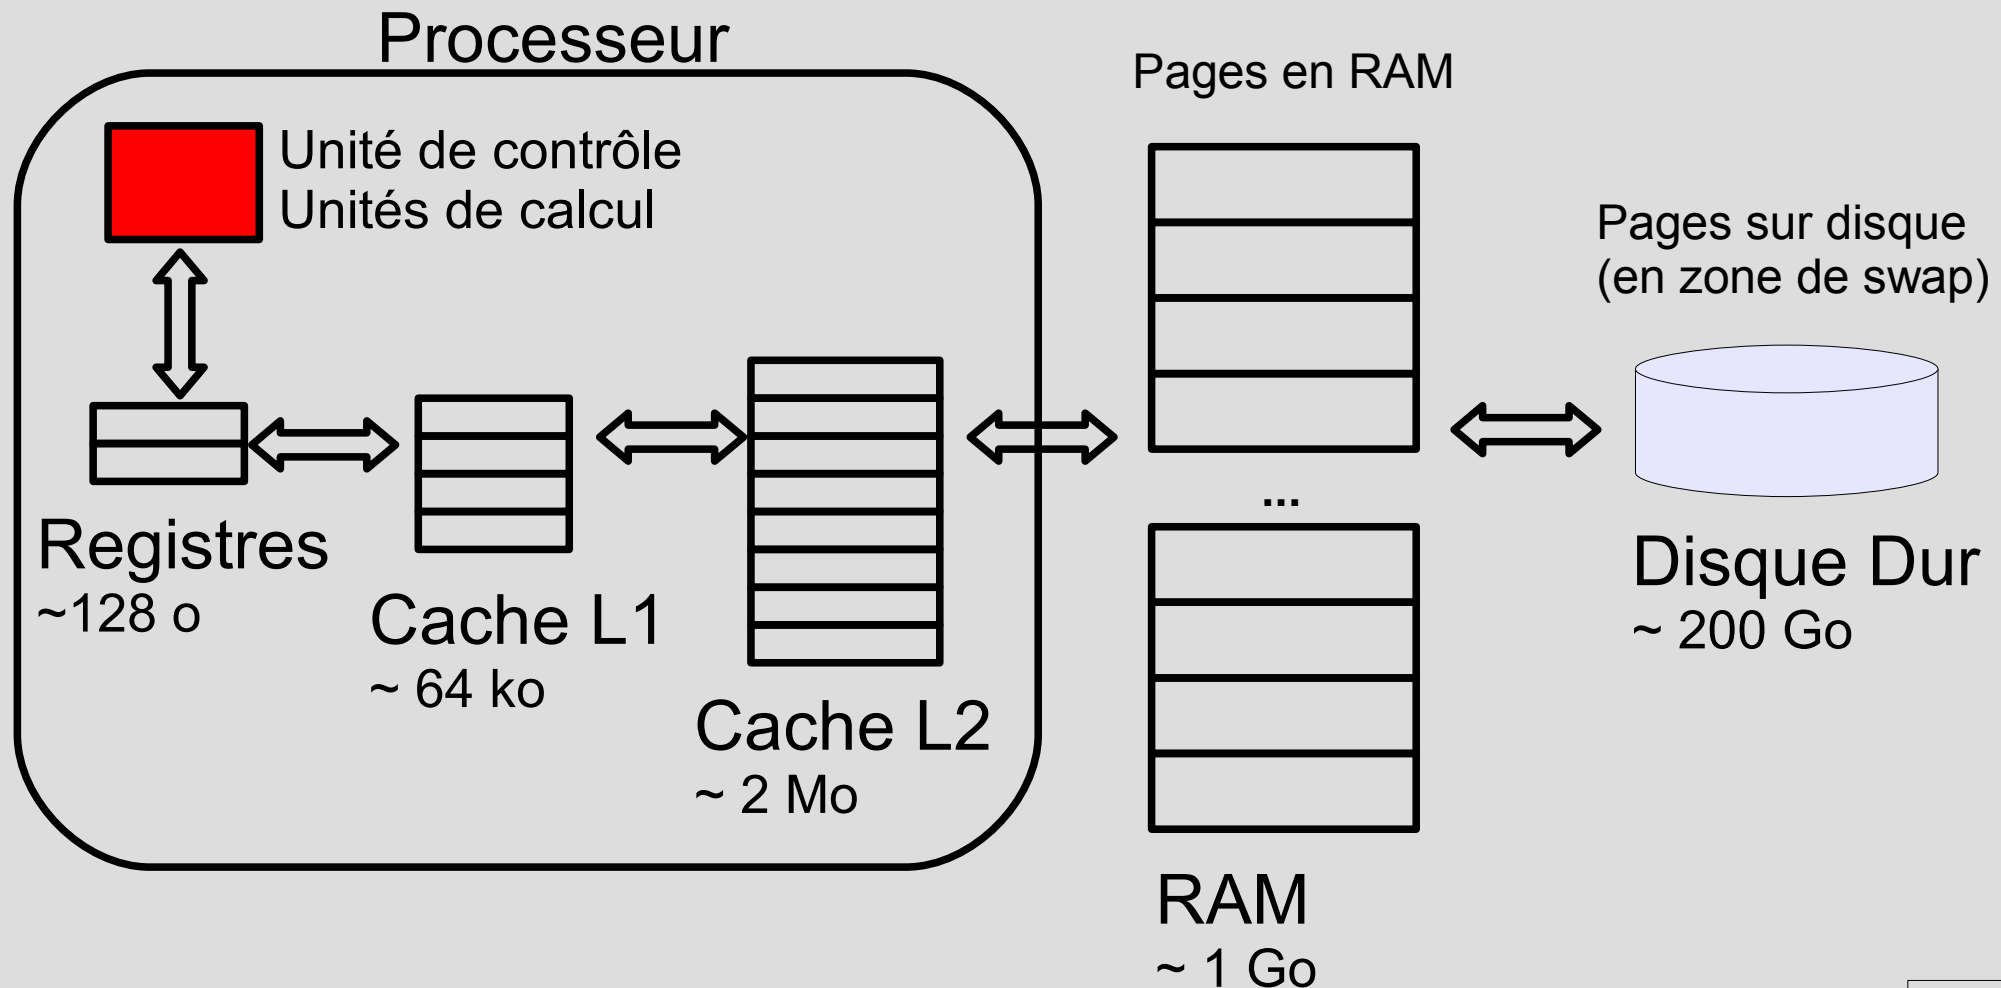 Processeur
Unité de contrôle
Unités de calcul
Registres
~128 o
Cache L1
~ 64 ko
Cache L2
~ 2 Mo
Pages en RAM
...
RAM
~ 1 Go
Pages sur disque
(en zone de swap)
Disque Dur
~ 200 Go